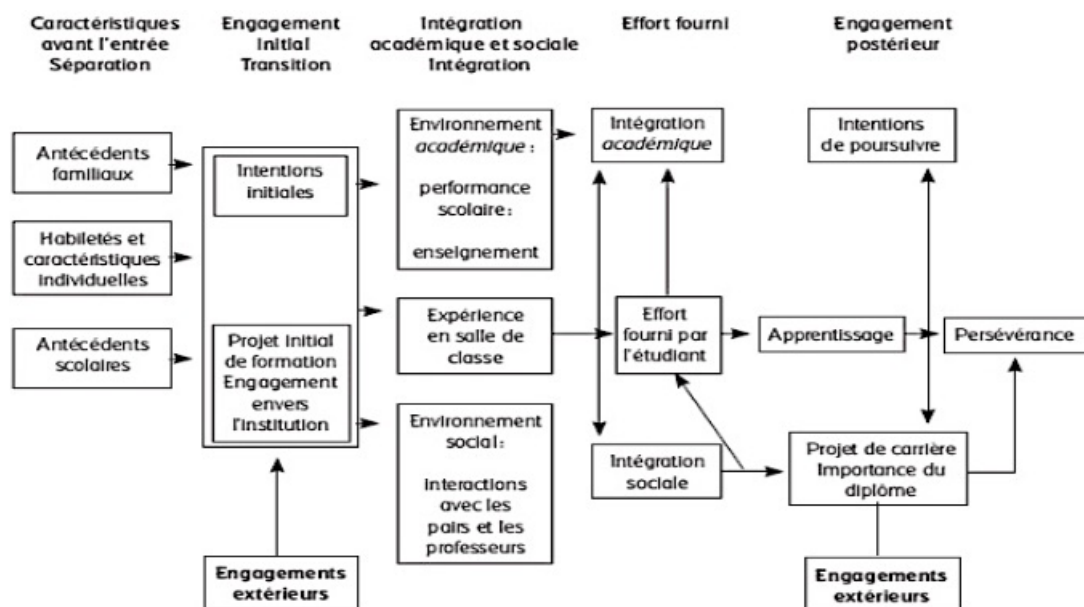 Caractéristiques
avant l'entrée
Séparation
Engagement
Initial
Transition
Intégration
académique et sociale
Intégration
Effort fourni
Engagement
postérieur
Antécédents
familiaux
Habiletés et
caractéristiques
individuelles
Antécédents
scolaires
Intentions
initiales
Projet Initial
de formation
Engagement
envers
l'institution
Engagements
extérieurs
Environnement
académique :
performance
scolaire :
enseignement
Expérience
en salle de
classe
Environnement
social :
Interactions
avec les
pairs et les
professeurs
Intégration
académique
Effort
fourni par
l'étudiant
Intégration
sociale
Intentions
de poursuivre
Apprentissage
Persévérance
Projet de carrière
Importance du
diplôme
Engagements
extérieurs